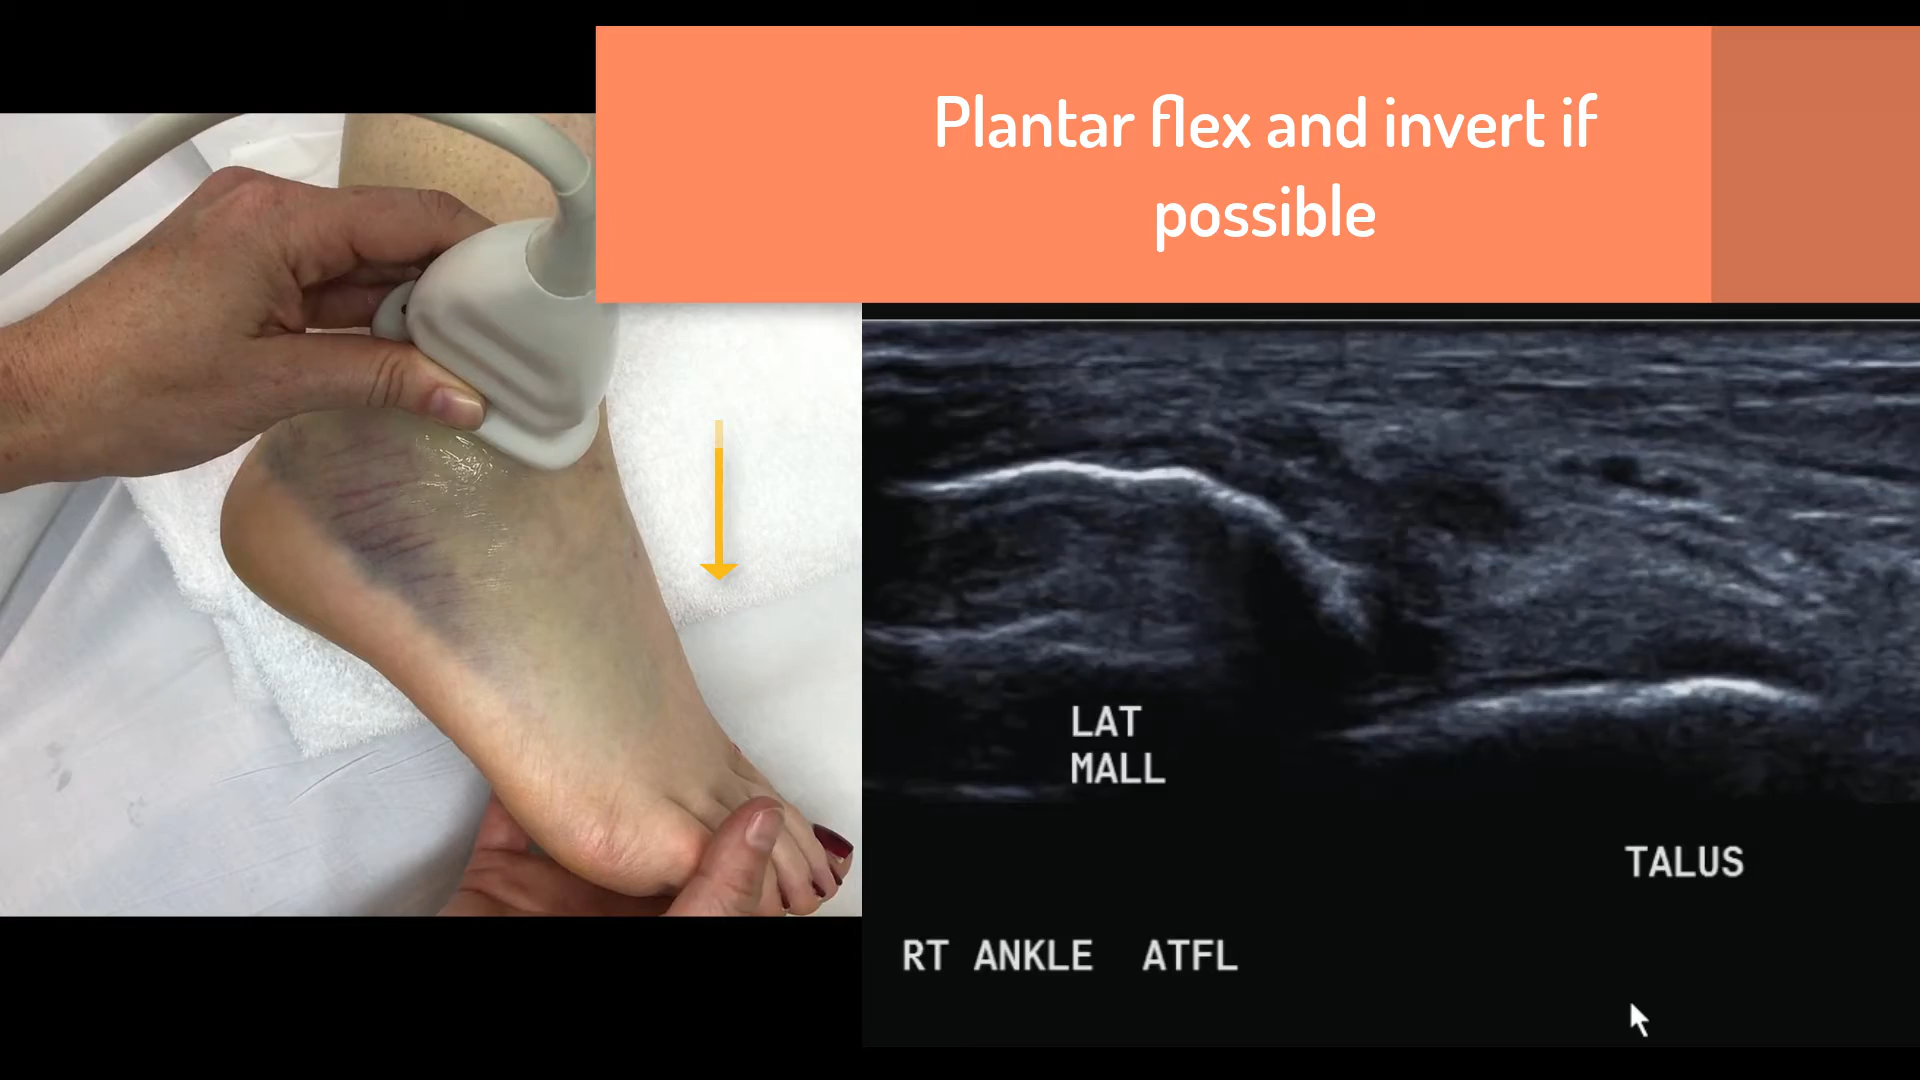 Plantar flex and invert if
possible
LAT
MALL
TALUS
RT ANKLE ATFL